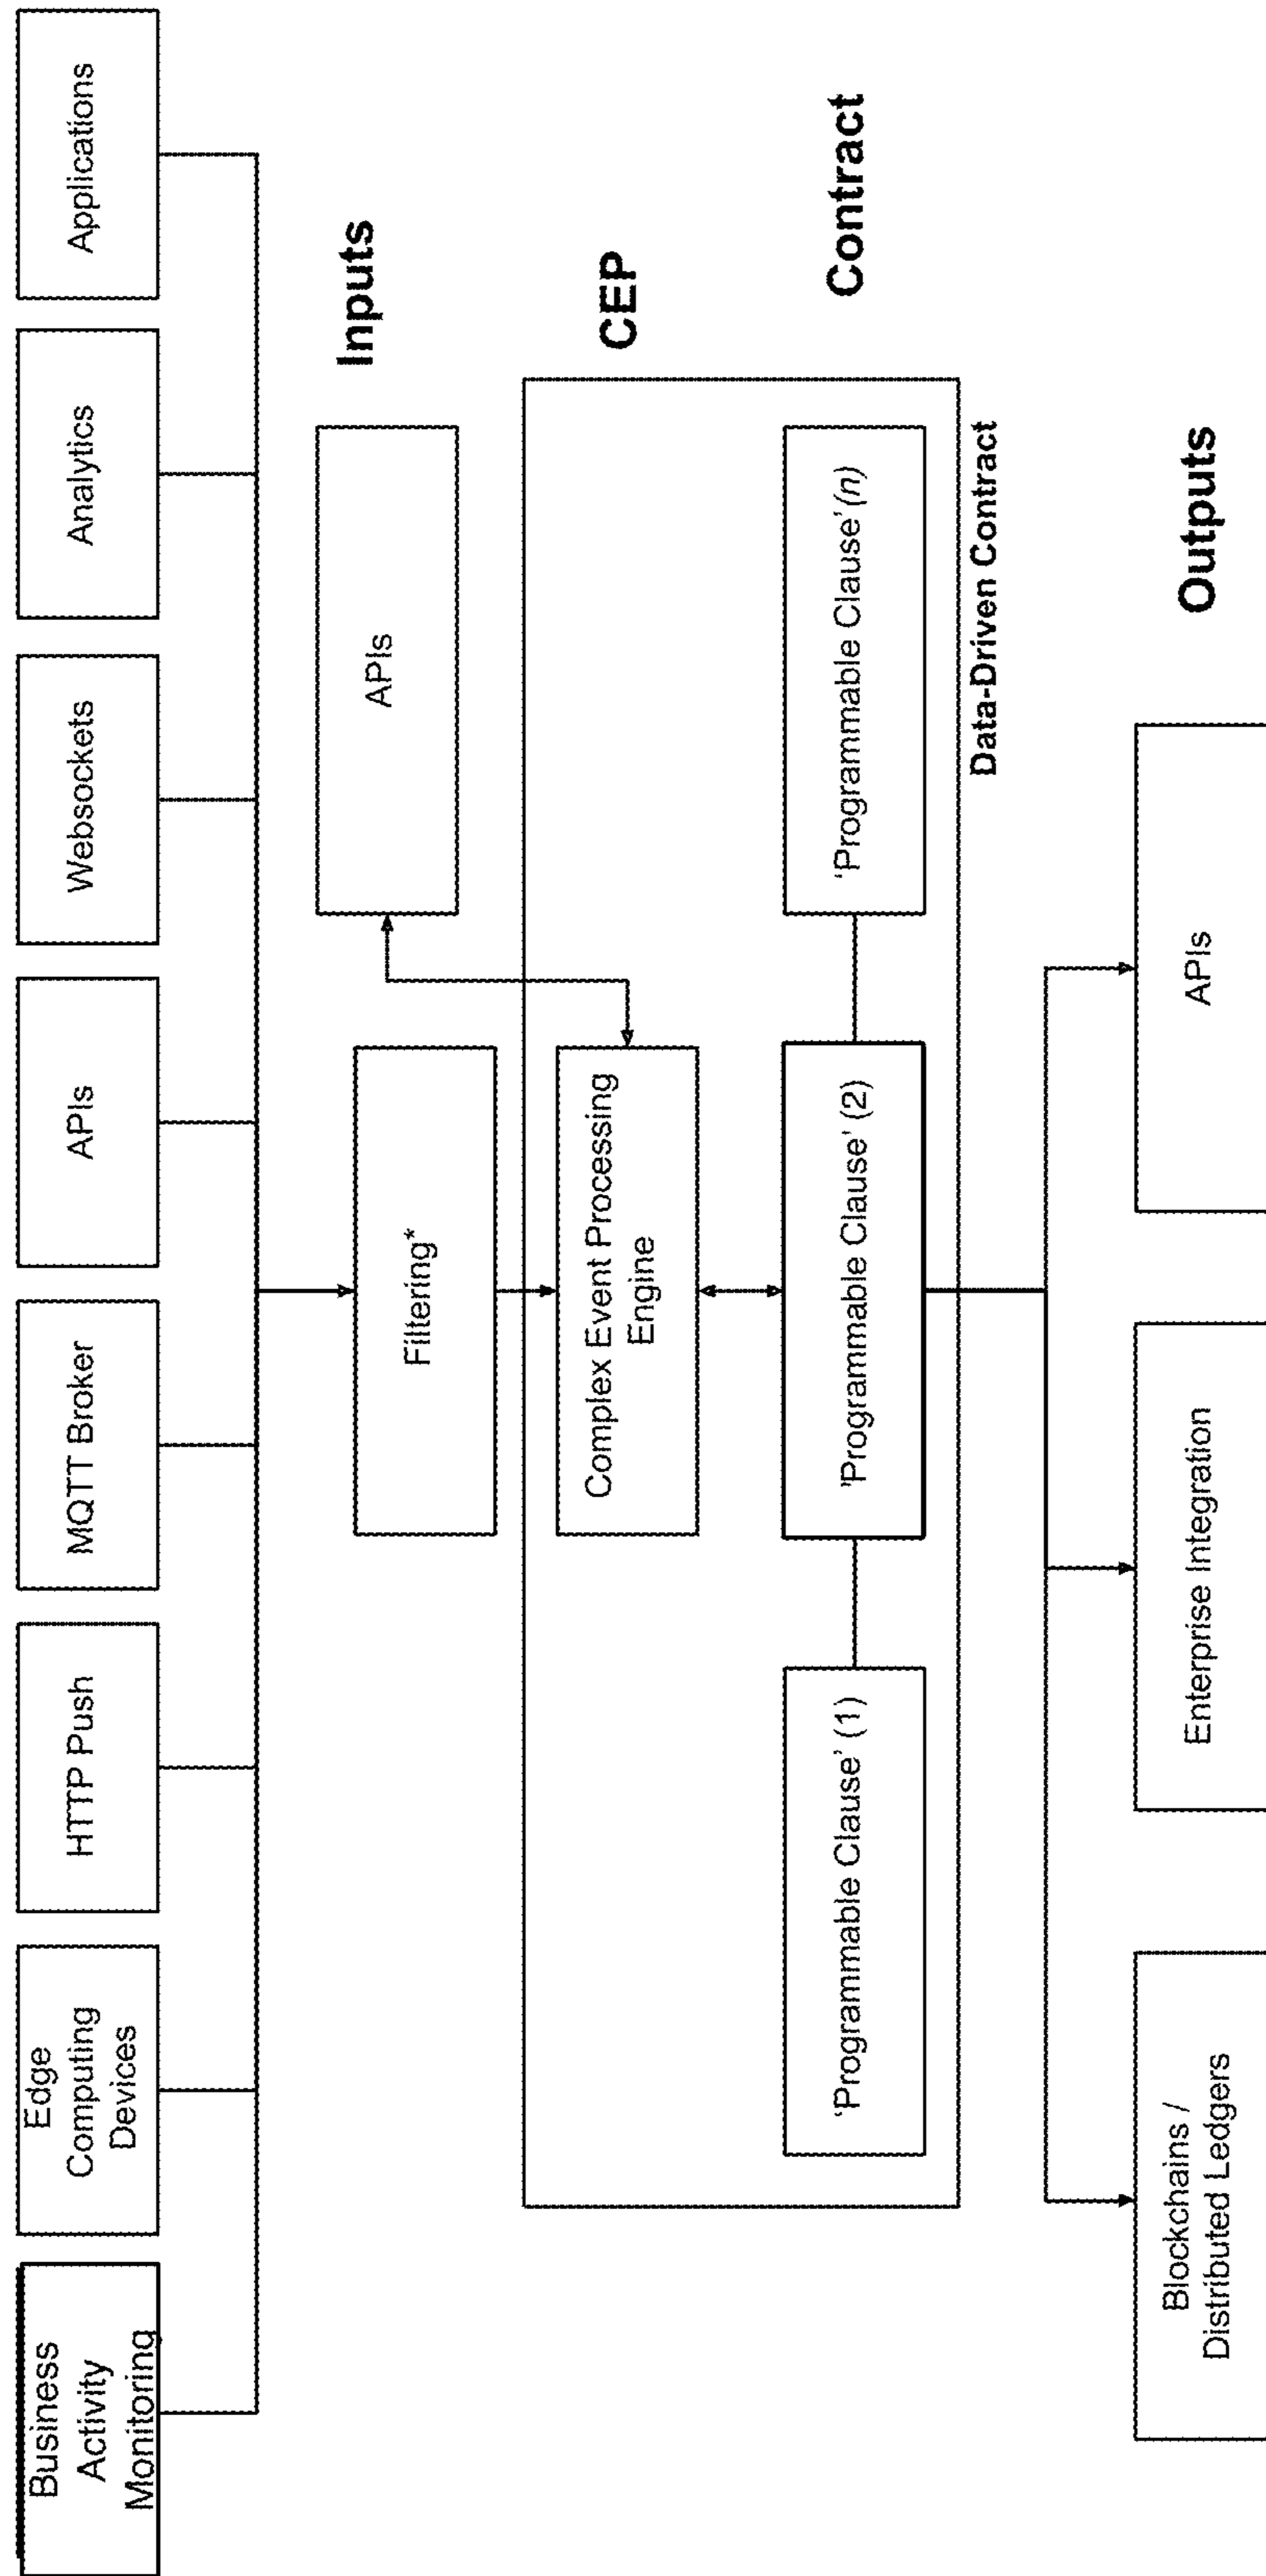 Business
Activity
Monitoring
Edge
Computing
Devices
HTTP Push
MQTT Broker
APIs
Websockets
Analytics
Applications
Inputs
Filtering*
APIs
CEP
Complex Event Processing
Engine
Contract
'Programmable Clause' (1)
'Programmable Clause' (2)
'Programmable Clause' (n)
Data-Driven Contract
Outputs
Blockchains /
Distributed Ledgers
Enterprise Integration
APIs